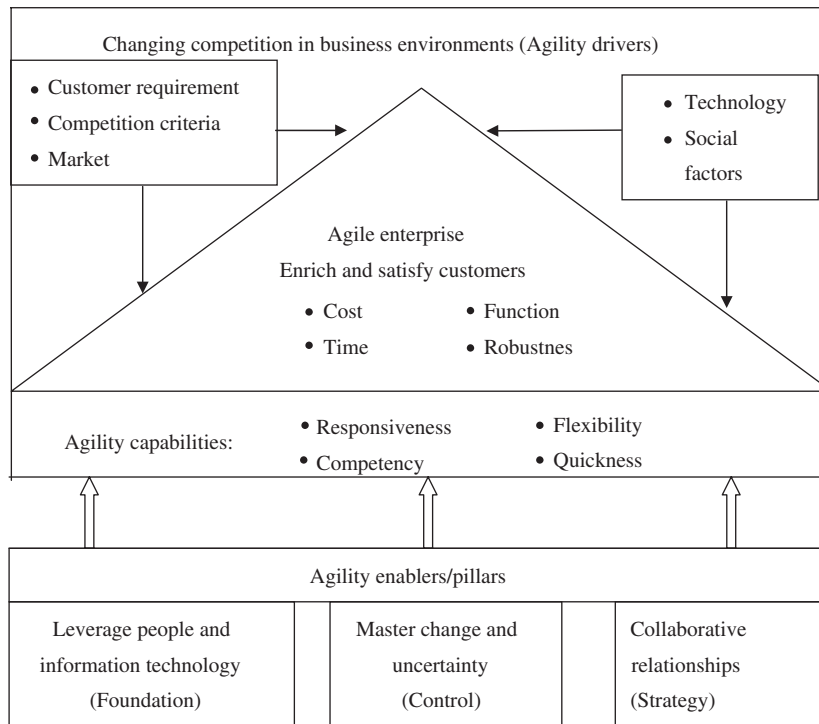 Changing competition in business environments (Agility drivers)
• Customer requirement
• Competition criteria
• Market
• Technology
• Social
factors
Agile enterprise
Enrich and satisfy customers
• Cost
• Function
• Time
• Robustnes
Agility capabilities:
• Responsiveness
• Flexibility
• Competency
• Quickness
Agility enablers/pillars
Leverage people and
information technology
(Foundation)
Master change and
uncertainty
(Control)
Collaborative
relationships
(Strategy)